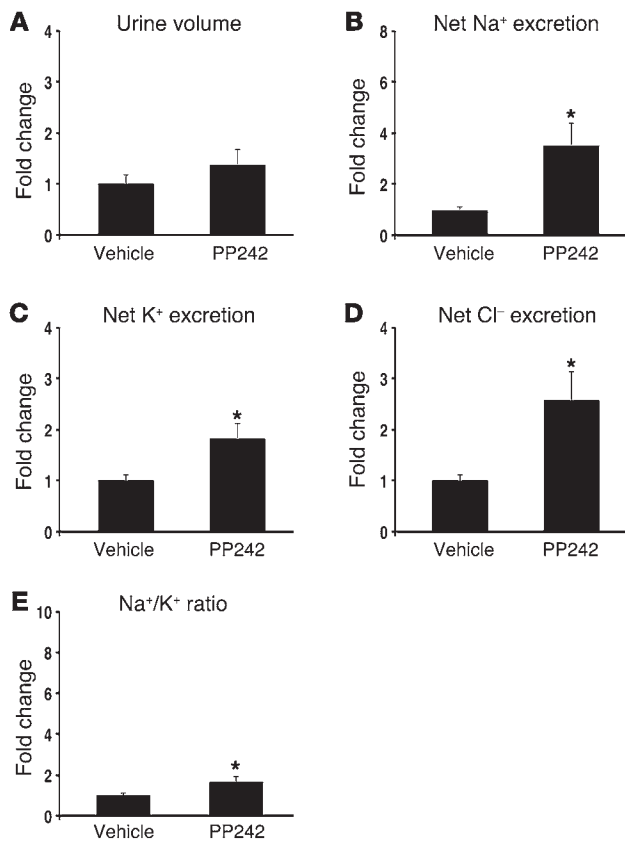 A Urine volume
Fold change
4
3
2
1
0
Vehicle PP242
B Net Na⁺ excretion
Fold change
8
6
4
2
0
*
Vehicle PP242
C Net K⁺ excretion
Fold change
4
3
2
1
0
*
Vehicle PP242
D Net Cl⁻ excretion
Fold change
4
3
2
1
0
*
Vehicle PP242
E Na⁺/K⁺ ratio
Fold change
10
8
6
4
2
0
*
Vehicle PP242